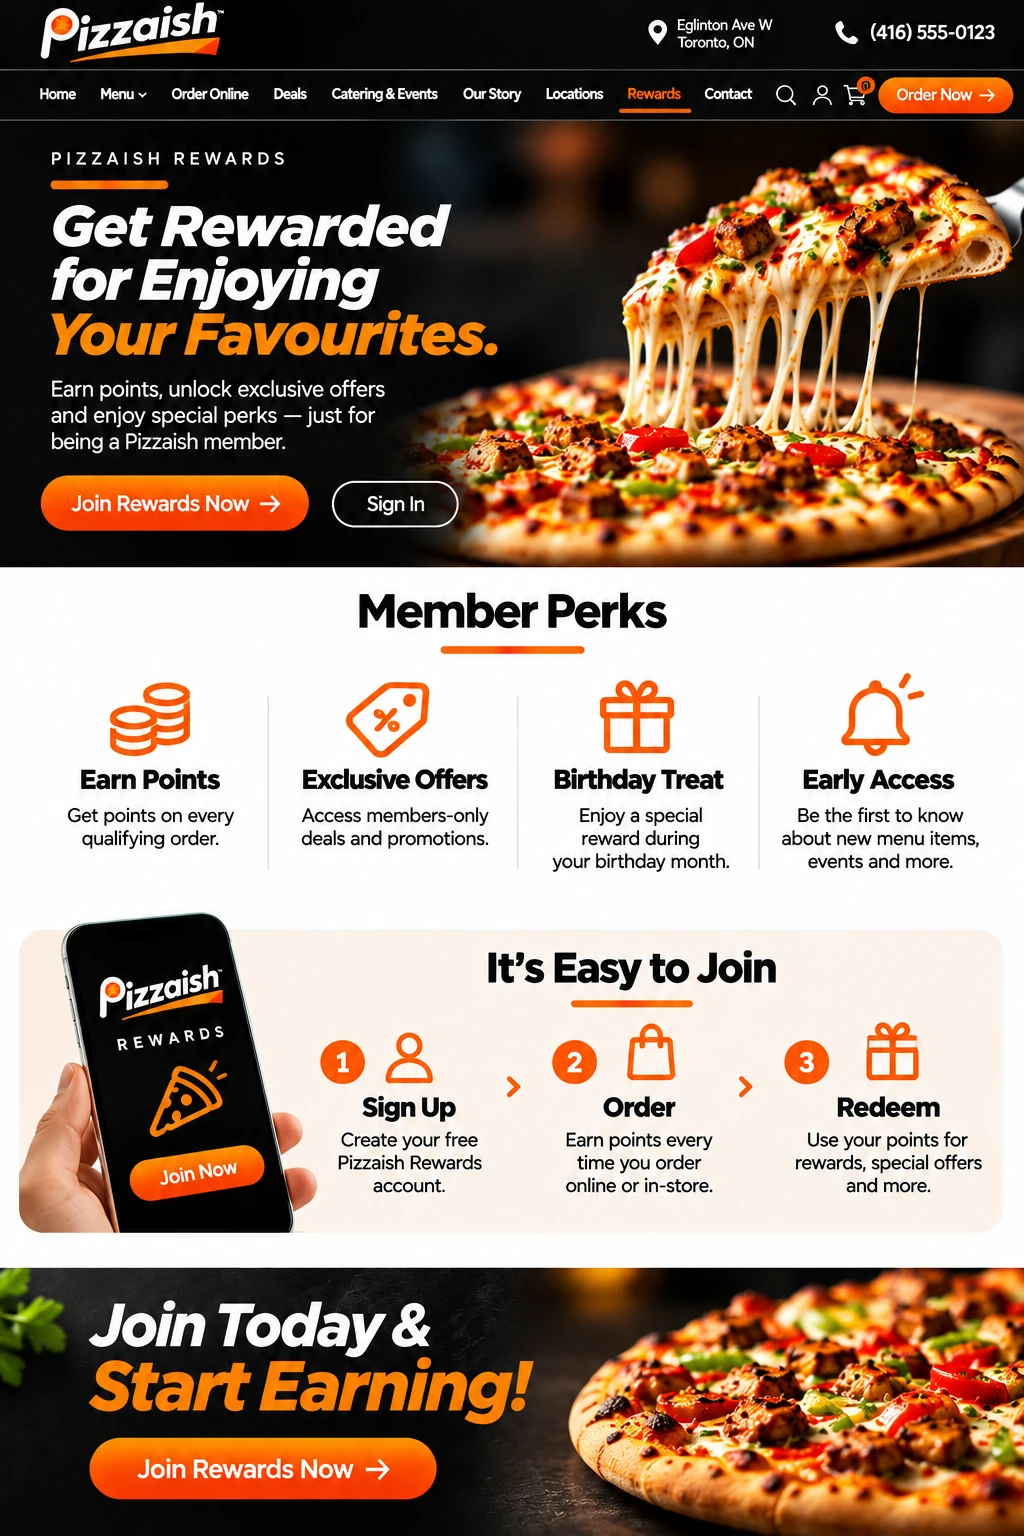 Pizzaish™
Eglinton Ave W
Toronto, ON
(416) 555-0123
Home Menu Order Online Deals Catering & Events Our Story Locations Rewards Contact 0 Order Now →
PIZZAISH REWARDS
Get Rewarded
for Enjoying
Your Favourites.
Earn points, unlock exclusive offers
and enjoy special perks — just for
being a Pizzaish member.
Join Rewards Now →
Sign In
Member Perks
%
Earn Points
Get points on every
qualifying order.
Exclusive Offers
Access members-only
deals and promotions.
Birthday Treat
Enjoy a special
reward during
your birthday month.
Early Access
Be the first to know
about new menu items,
events and more.
Pizzaish™
REWARDS
Join Now
It's Easy to Join
1
Sign Up
Create your free
Pizzaish Rewards
account.
2
Order
Earn points every
time you order
online or in-store.
3
Redeem
Use your points for
rewards, special offers
and more.
Join Today &
Start Earning!
Join Rewards Now →